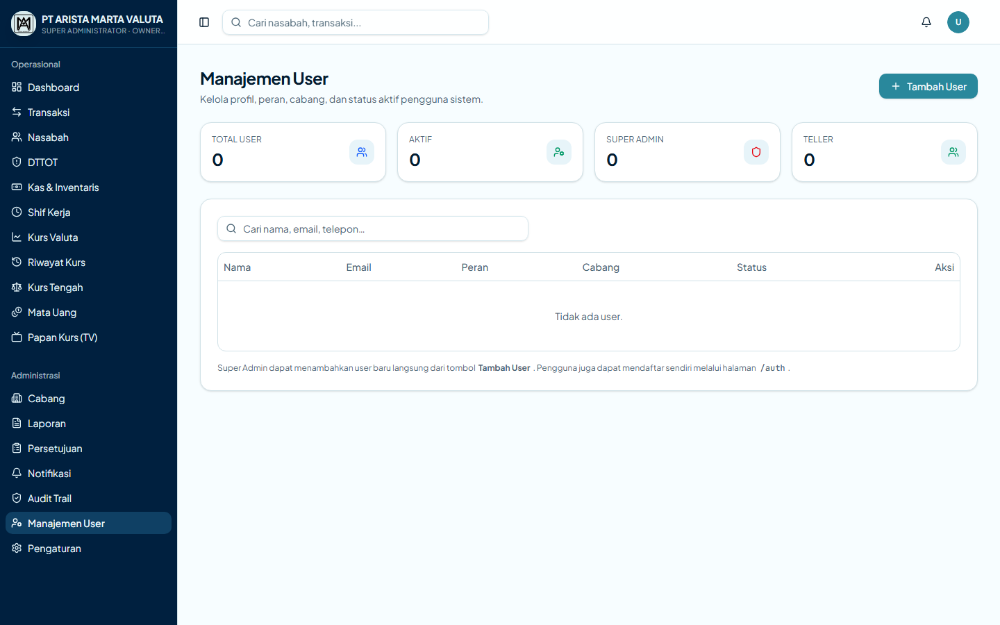 PT ARISTA MARTA VALUTA
SUPER ADMINISTRATOR · OWNER...
Operasional
Dashboard
Transaksi
Nasabah
DTTOT
Kas & Inventaris
Shif Kerja
Kurs Valuta
Riwayat Kurs
Kurs Tengah
Mata Uang
Papan Kurs (TV)
Administrasi
Cabang
Laporan
Persetujuan
Notifikasi
Audit Trail
Manajemen User
Pengaturan
Cari nasabah, transaksi...
U
Manajemen User
Kelola profil, peran, cabang, dan status aktif pengguna sistem.
+ Tambah User
TOTAL USER
0
AKTIF
0
SUPER ADMIN
0
TELLER
0
Cari nama, email, telepon...
Nama Email Peran Cabang Status Aksi
Tidak ada user.
Super Admin dapat menambahkan user baru langsung dari tombol Tambah User . Pengguna juga dapat mendaftar sendiri melalui halaman /auth .